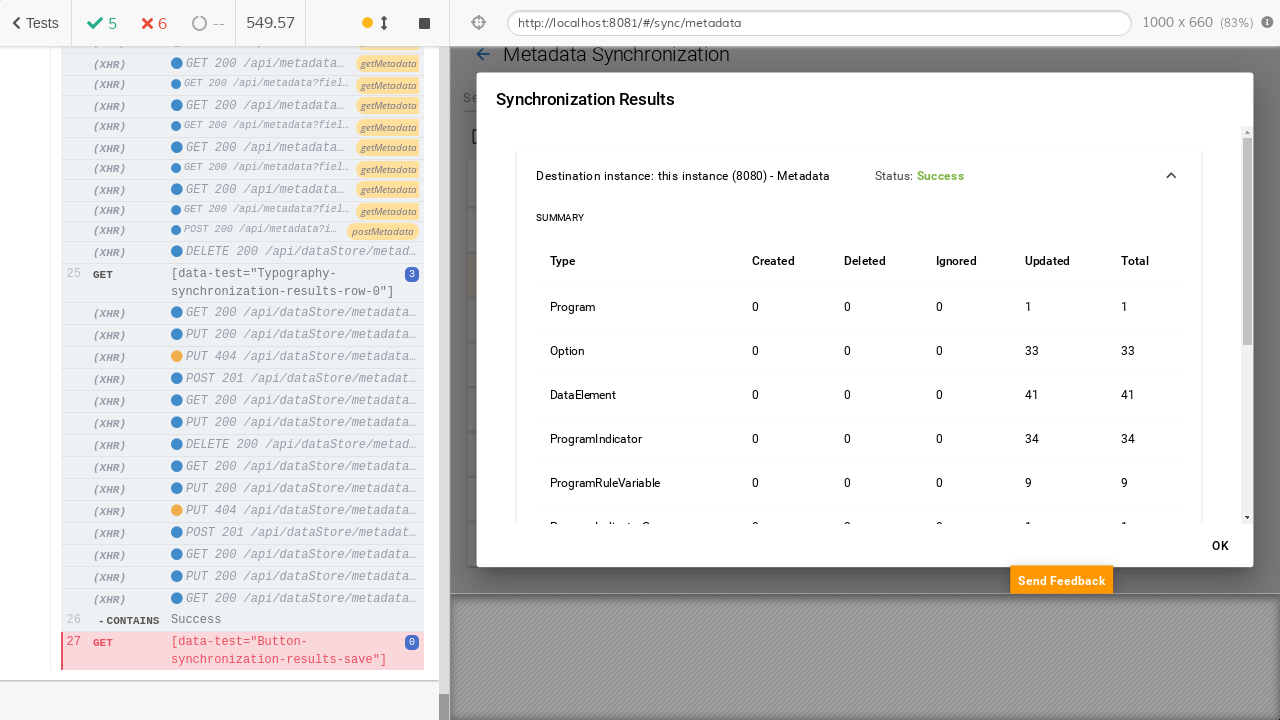 Tests
5
6
--
549.57
http://localhost:8081/#/sync/metadata
1000 x 660 (83%)
(XHR) GET 200 /api/metadata… getMetadata
(XHR) GET 200 /api/metadata?fiel… getMetadata
(XHR) GET 200 /api/metadata… getMetadata
(XHR) GET 200 /api/metadata?fiel… getMetadata
(XHR) GET 200 /api/metadata… getMetadata
(XHR) GET 200 /api/metadata?fiel… getMetadata
(XHR) GET 200 /api/metadata… getMetadata
(XHR) GET 200 /api/metadata?fiel… getMetadata
(XHR) POST 200 /api/metadata?i… postMetadata
(XHR) DELETE 200 /api/dataStore/metad…
25 GET [data-test="Typography-
synchronization-results-row-0"] 3
(XHR) GET 200 /api/dataStore/metadata…
(XHR) PUT 200 /api/dataStore/metadata…
(XHR) PUT 404 /api/dataStore/metadata…
(XHR) POST 201 /api/dataStore/metadat…
(XHR) GET 200 /api/dataStore/metadata…
(XHR) PUT 200 /api/dataStore/metadata…
(XHR) DELETE 200 /api/dataStore/metad…
(XHR) GET 200 /api/dataStore/metadata…
(XHR) PUT 200 /api/dataStore/metadata…
(XHR) PUT 404 /api/dataStore/metadata…
(XHR) POST 201 /api/dataStore/metadat…
(XHR) GET 200 /api/dataStore/metadata…
(XHR) PUT 200 /api/dataStore/metadata…
(XHR) GET 200 /api/dataStore/metadata…
26 -CONTAINS Success
27 GET [data-test="Button-
synchronization-results-save"] 0
Metadata Synchronization
Se
Synchronization Results
Destination instance: this instance (8080) - Metadata Status: Success
SUMMARY
Type Created Deleted Ignored Updated Total
Program 0 0 0 1 1
Option 0 0 0 33 33
DataElement 0 0 0 41 41
ProgramIndicator 0 0 0 34 34
ProgramRuleVariable 0 0 0 9 9
OK
Send Feedback